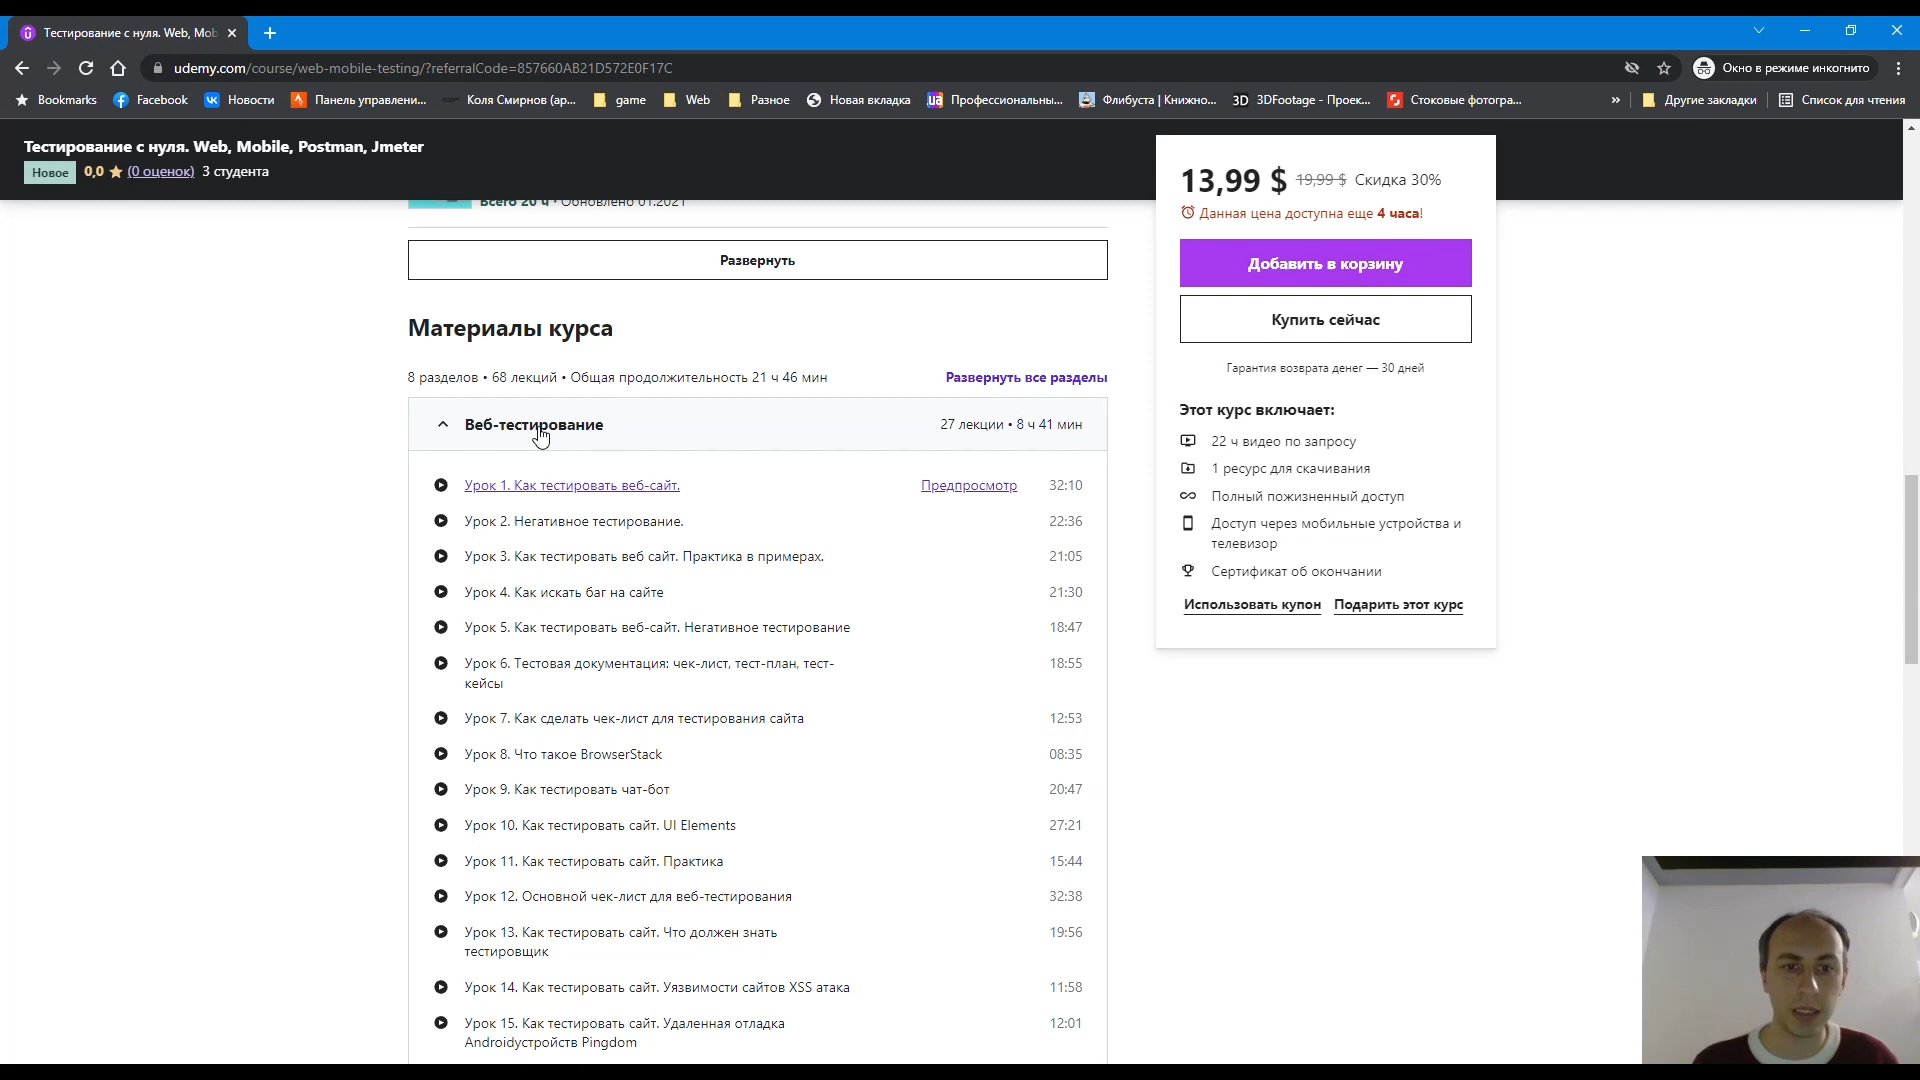 Тестирование с нуля. Web, Mob
udemy.com/course/web-mobile-testing/?referralCode=857660AB21D572E0F17C
Окно в режиме инкогнито
Bookmarks
Facebook
Новости
Панель управлени...
Коля Смирнов (ар...
game
Web
Разное
Новая вкладка
Профессиональны...
Флибуста | Книжно...
3DFootage - Проек...
Стоковые фотогра...
»
Другие закладки
Список для чтения
Тестирование с нуля. Web, Mobile, Postman, Jmeter
Новое 0,0 (0 оценок) 3 студента
Всего 20 ч • Обновлено 01.2021
Развернуть
Материалы курса
8 разделов • 68 лекций • Общая продолжительность 21 ч 46 мин
Развернуть все разделы
Веб-тестирование 27 лекции • 8 ч 41 мин
Урок 1. Как тестировать веб-сайт. Предпросмотр 32:10
Урок 2. Негативное тестирование. 22:36
Урок 3. Как тестировать веб сайт. Практика в примерах. 21:05
Урок 4. Как искать баг на сайте 21:30
Урок 5. Как тестировать веб-сайт. Негативное тестирование 18:47
Урок 6. Тестовая документация: чек-лист, тест-план, тест- 18:55
кейсы
Урок 7. Как сделать чек-лист для тестирования сайта 12:53
Урок 8. Что такое BrowserStack 08:35
Урок 9. Как тестировать чат-бот 20:47
Урок 10. Как тестировать сайт. UI Elements 27:21
Урок 11. Как тестировать сайт. Практика 15:44
Урок 12. Основной чек-лист для веб-тестирования 32:38
Урок 13. Как тестировать сайт. Что должен знать 19:56
тестировщик
Урок 14. Как тестировать сайт. Уязвимости сайтов XSS атака 11:58
Урок 15. Как тестировать сайт. Удаленная отладка 12:01
Androidустройств Pingdom
13,99 $ 19,99 $ Скидка 30%
Данная цена доступна еще 4 часа!
Добавить в корзину
Купить сейчас
Гарантия возврата денег — 30 дней
Этот курс включает:
22 ч видео по запросу
1 ресурс для скачивания
Полный пожизненный доступ
Доступ через мобильные устройства и
телевизор
Сертификат об окончании
Использовать купон Подарить этот курс